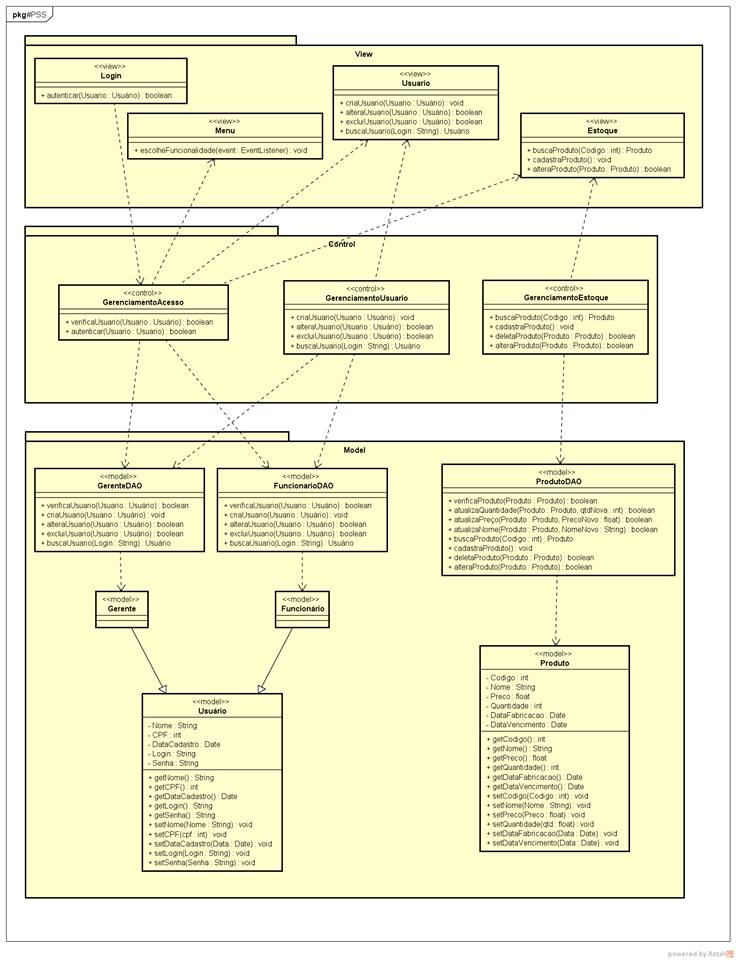 pkg #PSS
View
<<view>>
Login
+ autenticar(Usuario : Usuário) : boolean
<<view>>
Menu
+ escolheFuncionalidade(event : EventListener) : void
<<view>>
Usuario
+ criaUsuario(Usuario : Usuário) : void
+ alteraUsuario(Usuario : Usuário) : boolean
+ excluiUsuario(Usuario : Usuário) : boolean
+ buscaUsuario(Login : String) : Usuário
<<view>>
Estoque
+ buscaProduto(Codigo : int) : Produto
+ cadastraProduto() : void
+ alteraProduto(Produto : Produto) : boolean
Control
<<control>>
GerenciamentoAcesso
+ verificaUsuario(Usuario : Usuário) : boolean
+ autenticar(Usuario : Usuario) : boolean
<<control>>
GerenciamentoUsuario
+ criaUsuario(Usuario : Usuário) : void
+ alteraUsuario(Usuario : Usuário) : boolean
+ excluiUsuario(Usuario : Usuário) : boolean
+ buscaUsuario(Login : String) : Usuário
<<control>>
GerenciamentoEstoque
+ buscaProduto(Codigo : int) : Produto
+ cadastraProduto() : void
+ deletaProduto(Produto : Produto) : boolean
+ alteraProduto(Produto : Produto) : boolean
Model
<<model>>
GerenteDAO
+ verificaUsuario(Usuario : Usuário) : boolean
+ criaUsuario(Usuario : Usuário) : void
+ alteraUsuario(Usuario : Usuário) : boolean
+ excluiUsuario(Usuario : Usuário) : boolean
+ buscaUsuario(Login : String) : Usuário
<<model>>
FuncionarioDAO
+ verificaUsuario(Usuario : Usuário) : boolean
+ criaUsuario(Usuario : Usuário) : void
+ alteraUsuario(Usuario : Usuário) : boolean
+ excluiUsuario(Usuario : Usuário) : boolean
+ buscaUsuario(Login : String) : Usuário
<<model>>
ProdutoDAO
+ verificaProduto(Produto : Produto) : boolean
+ atualizaQuantidade(Produto : Produto, qtdNova : int) : boolean
+ atualizaPreço(Produto : Produto, PrecoNovo : float) : boolean
+ atualizaNome(Produto : Produto, NomeNovo : String) : boolean
+ buscaProduto(Codigo : int) : Produto
+ cadastraProduto() : void
+ deletaProduto(Produto : Produto) : boolean
+ alteraProduto(Produto : Produto) : boolean
<<model>>
Gerente
<<model>>
Funcionário
<<model>>
Usuário
- Nome : String
- CPF : int
- DataCadastro : Date
- Login : String
- Senha : String
+ getNome() : String
+ getCPF() : int
+ getDataCadastro() : Date
+ getLogin() : String
+ getSenha() : String
+ setNome(Nome : String) : void
+ setCPF(cpf : int) : void
+ setDataCadastro(Data : Date) : void
+ setLogin(Login : String) : void
+ setSenha(Senha : String) : void
<<model>>
Produto
- Codigo : int
- Nome : String
- Preco : float
- Quantidade : int
- DataFabricacao : Date
- DataVencimento : Date
+ getCodigo() : int
+ getNome() : String
+ getPreco() : float
+ getQuantidade() : int
+ getDataFabricacao() : Date
+ getDataVencimento() : Date
+ setCodigo(Codigo : int) : void
+ setNome(Nome : String) : void
+ setPreco(Preco : float) : void
+ setQuantidade(qtd : float) : void
+ setDataFabricacao(Data : Date) : void
+ setDataVencimento(Data : Date) : void
powered by Astah